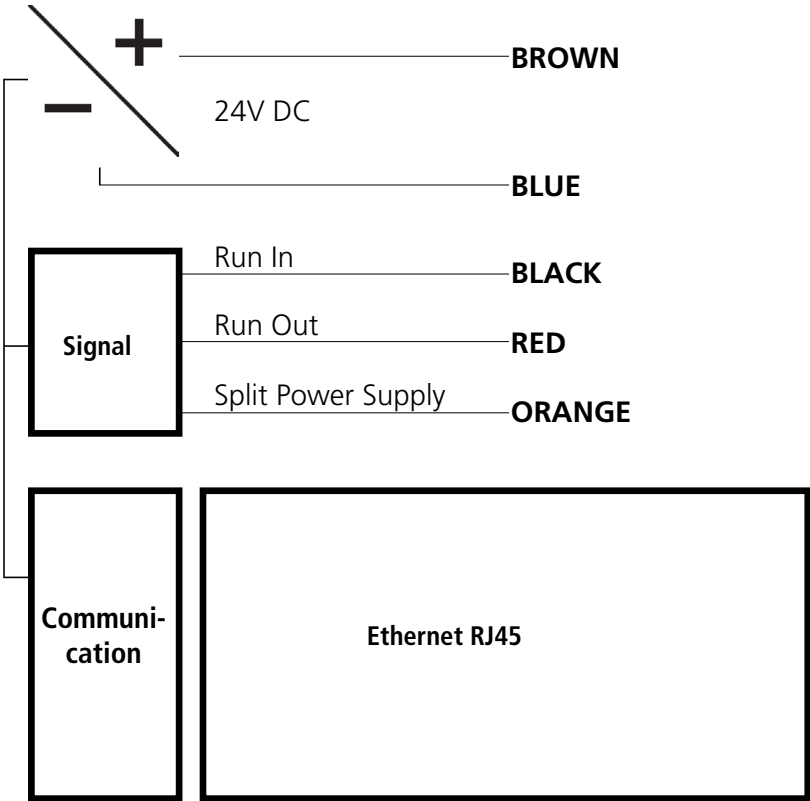 + BROWN
− 24V DC
BLUE
Run In BLACK
Signal
Run Out RED
Split Power Supply ORANGE
Communi-
cation
Ethernet RJ45